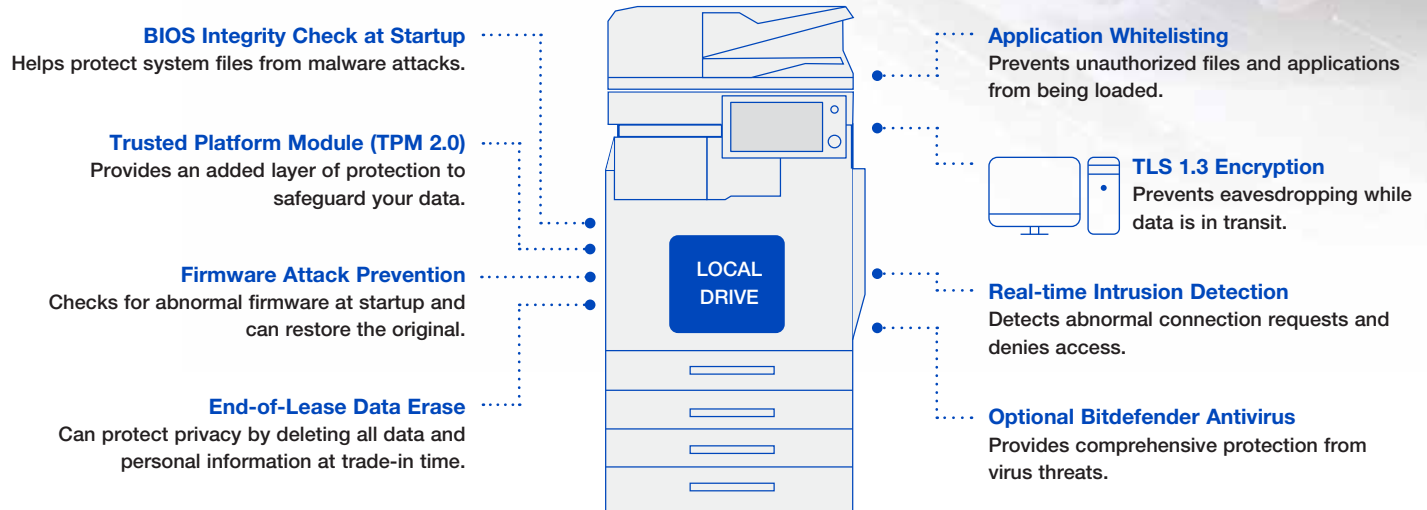 BIOS Integrity Check at Startup
Helps protect system files from malware attacks.
Trusted Platform Module (TPM 2.0)
Provides an added layer of protection to
safeguard your data.
Firmware Attack Prevention
Checks for abnormal firmware at startup and
can restore the original.
End-of-Lease Data Erase
Can protect privacy by deleting all data and
personal information at trade-in time.
LOCAL
DRIVE
Application Whitelisting
Prevents unauthorized files and applications
from being loaded.
TLS 1.3 Encryption
Prevents eavesdropping while
data is in transit.
Real-time Intrusion Detection
Detects abnormal connection requests and
denies access.
Optional Bitdefender Antivirus
Provides comprehensive protection from
virus threats.